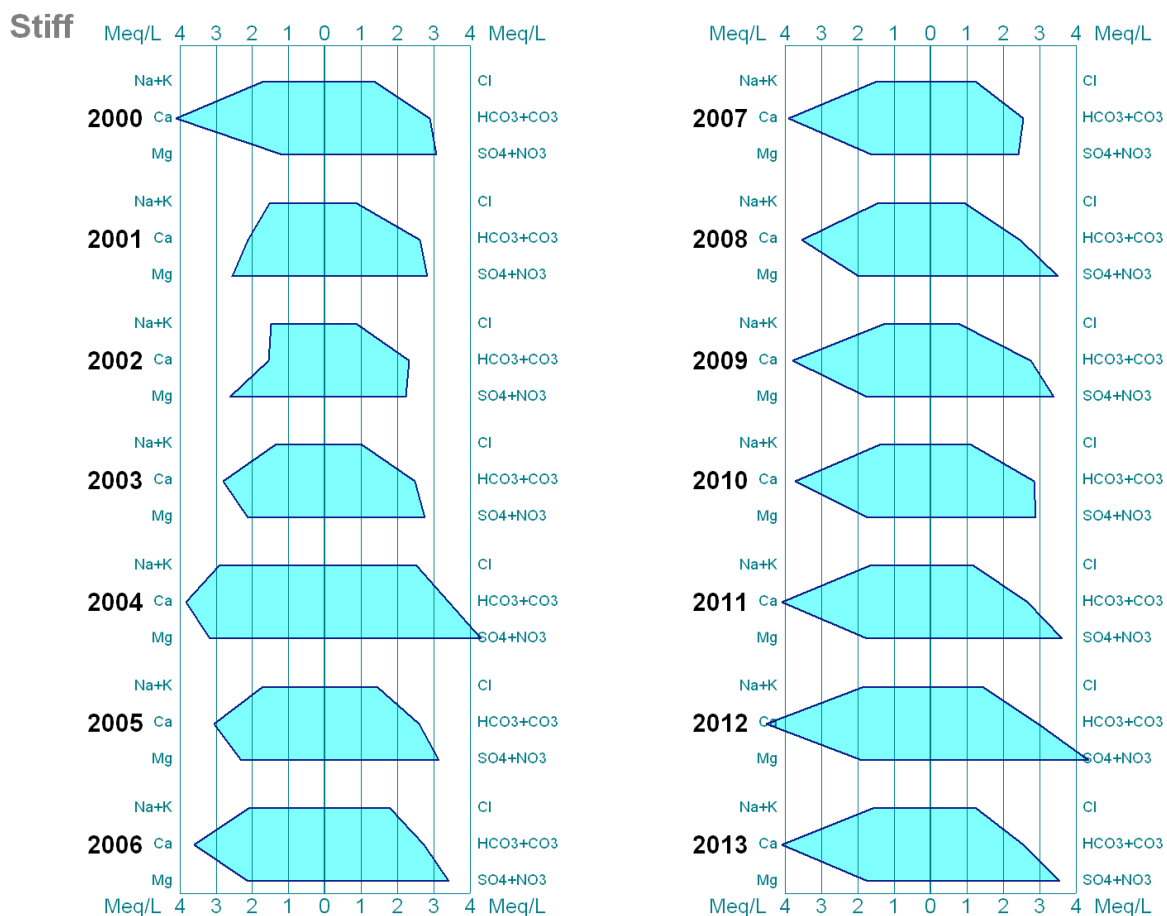 Stiff
Meq/L 4 3 2 1 0 1 2 3 4 Meq/L
Na+K Cl
2000 Ca HCO3+CO3
Mg SO4+NO3
Na+K Cl
2001 Ca HCO3+CO3
Mg SO4+NO3
Na+K Cl
2002 Ca HCO3+CO3
Mg SO4+NO3
Na+K Cl
2003 Ca HCO3+CO3
Mg SO4+NO3
Na+K Cl
2004 Ca HCO3+CO3
Mg SO4+NO3
Na+K Cl
2005 Ca HCO3+CO3
Mg SO4+NO3
Na+K Cl
2006 Ca HCO3+CO3
Mg SO4+NO3
Meq/L 4 3 2 1 0 1 2 3 4 Meq/L
Meq/L 4 3 2 1 0 1 2 3 4 Meq/L
Na+K Cl
2007 Ca HCO3+CO3
Mg SO4+NO3
Na+K Cl
2008 Ca HCO3+CO3
Mg SO4+NO3
Na+K Cl
2009 Ca HCO3+CO3
Mg SO4+NO3
Na+K Cl
2010 Ca HCO3+CO3
Mg SO4+NO3
Na+K Cl
2011 Ca HCO3+CO3
Mg SO4+NO3
Na+K Cl
2012 Ca HCO3+CO3
Mg SO4+NO3
Na+K Cl
2013 Ca HCO3+CO3
Mg SO4+NO3
Meq/L 4 3 2 1 0 1 2 3 4 Meq/L